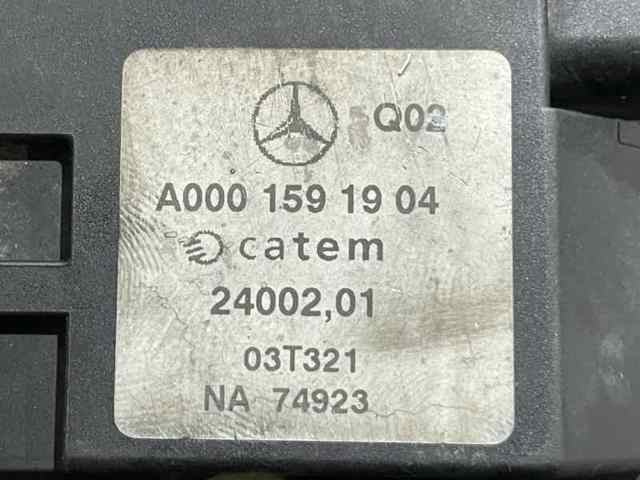 Q02
A000 159 19 04
catem
24002,01
03T321
NA 74923